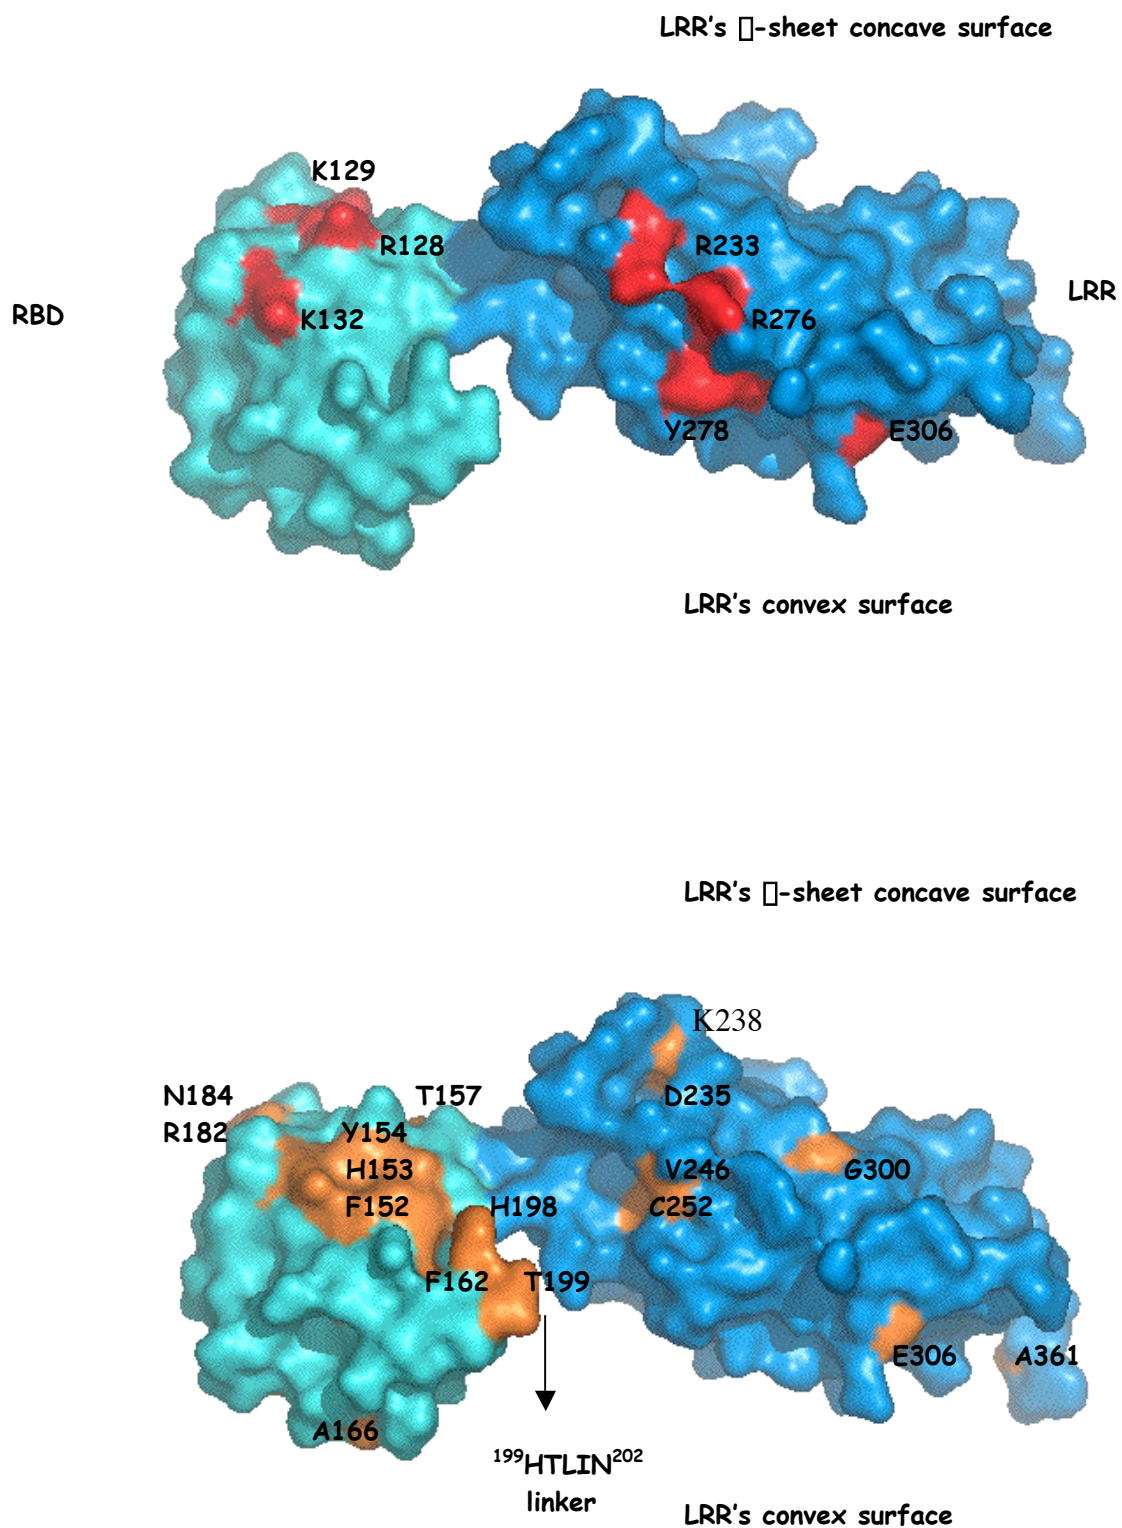 LRR's ▯-sheet concave surface
K129
R128
R233
LRR
RBD
K132
R276
Y278
E306
LRR's convex surface
LRR's ▯-sheet concave surface
K238
N184
T157
D235
R182
Y154
H153
V246
G300
F152
H198
C252
F162
T199
E306
A361
A166
199HTLIN202
linker
LRR's convex surface